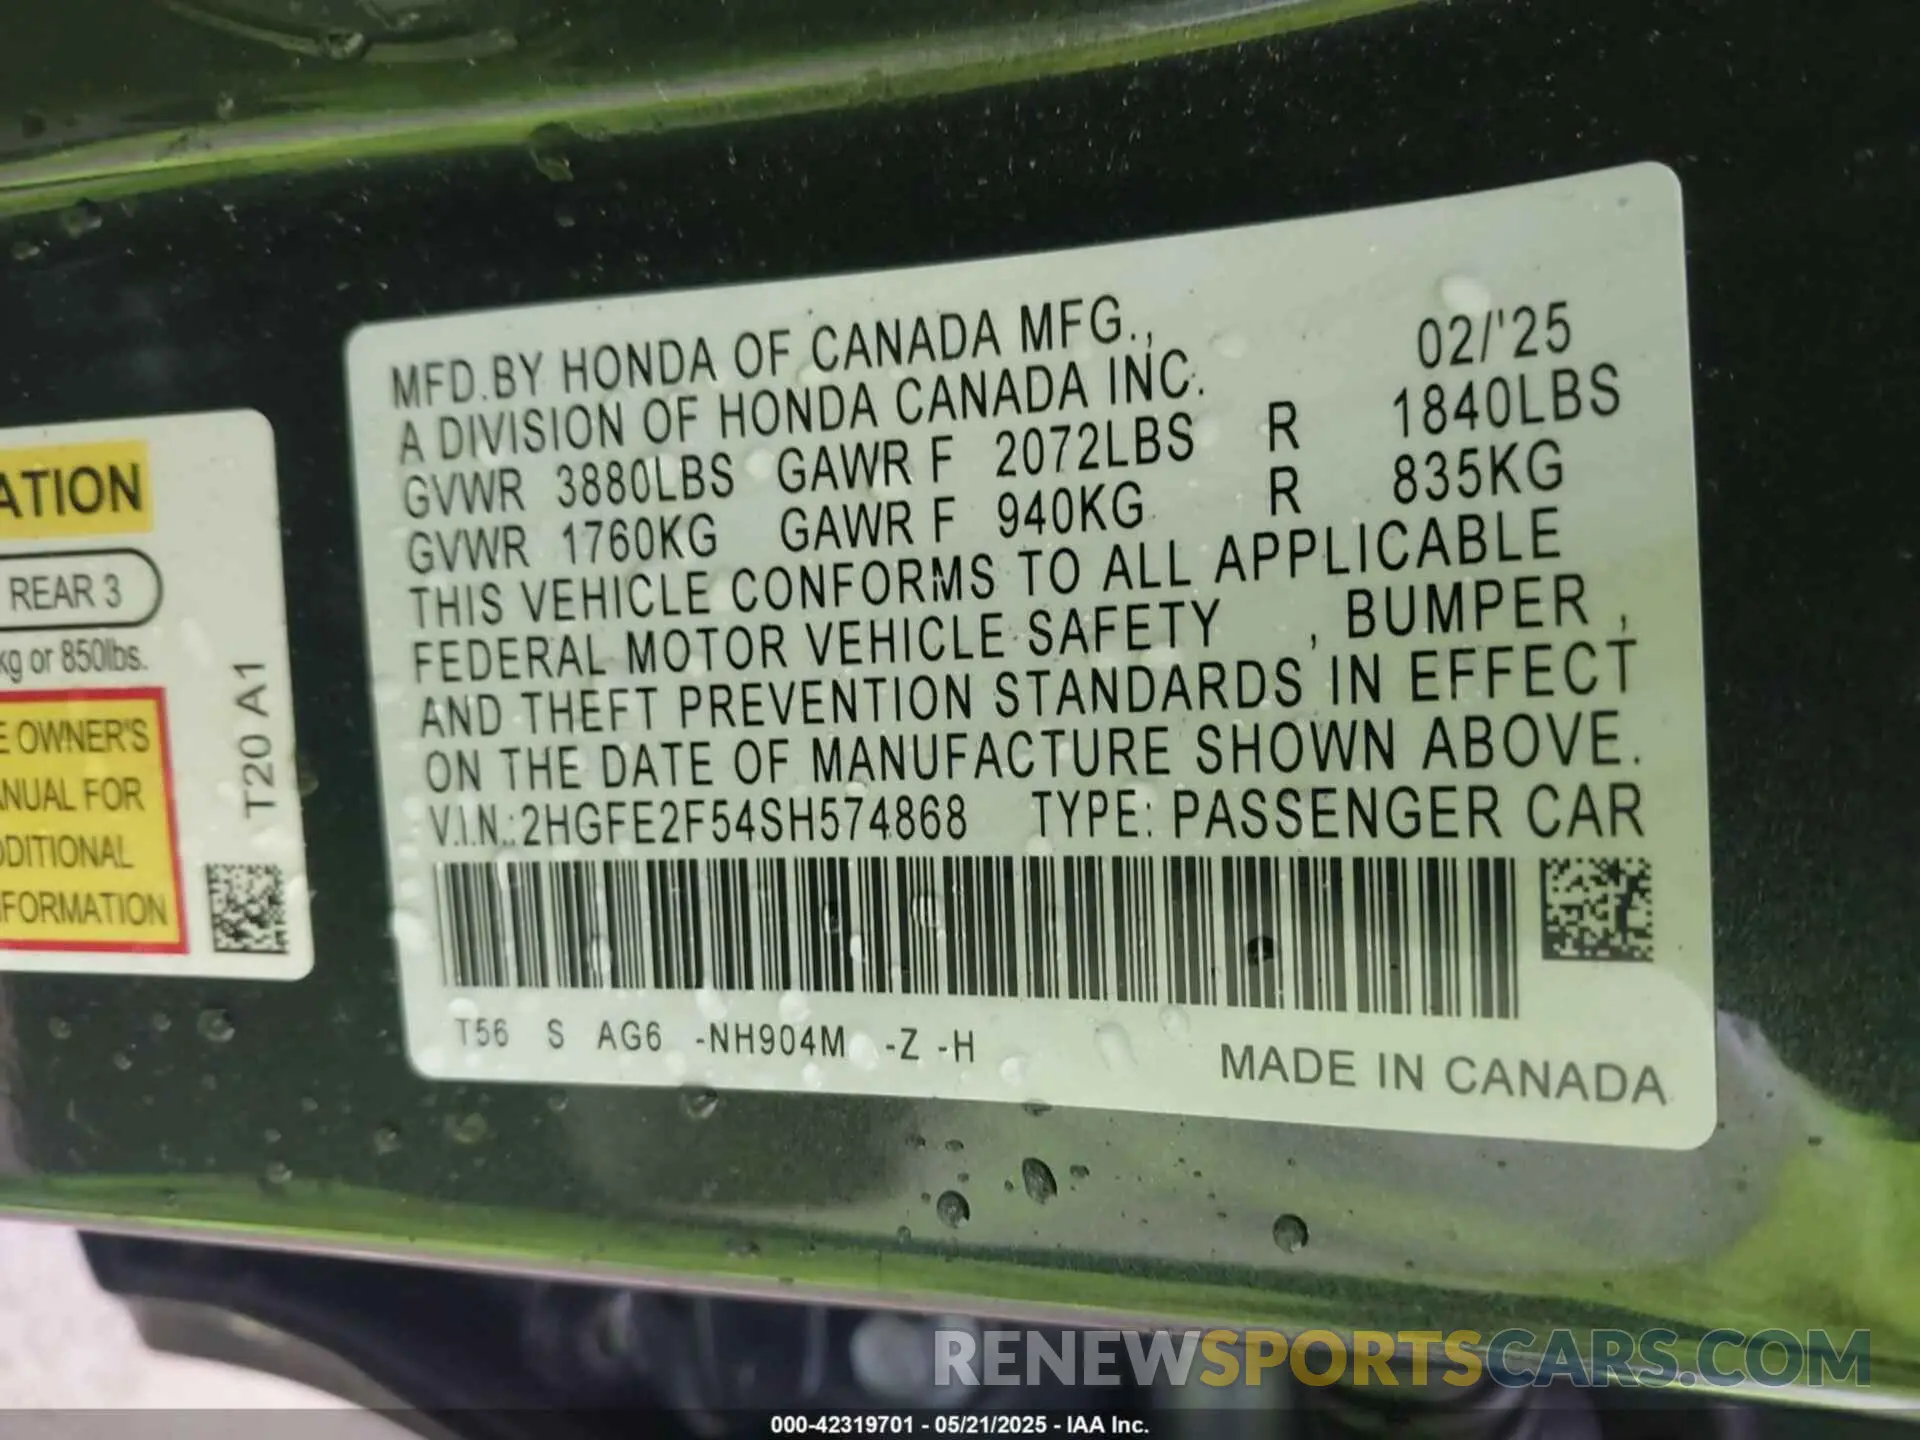 ATION
REAR 3
kg or 850lbs.
E OWNER'S
ANUAL FOR
DDITIONAL
FORMATION
T20 A1
MFD.BY HONDA OF CANADA MFG., 02/'25
A DIVISION OF HONDA CANADA INC.
GVWR 3880LBS GAWR F 2072LBS R 1840LBS
GVWR 1760KG GAWR F 940KG R 835KG
THIS VEHICLE CONFORMS TO ALL APPLICABLE
FEDERAL MOTOR VEHICLE SAFETY , BUMPER ,
AND THEFT PREVENTION STANDARDS IN EFFECT
ON THE DATE OF MANUFACTURE SHOWN ABOVE.
V.I.N.:2HGFE2F54SH574868 TYPE: PASSENGER CAR
T56 S AG6 -NH904M -Z -H
MADE IN CANADA
RENEWSPORTSCARS.COM
000-42319701 - 05/21/2025 - IAA Inc.